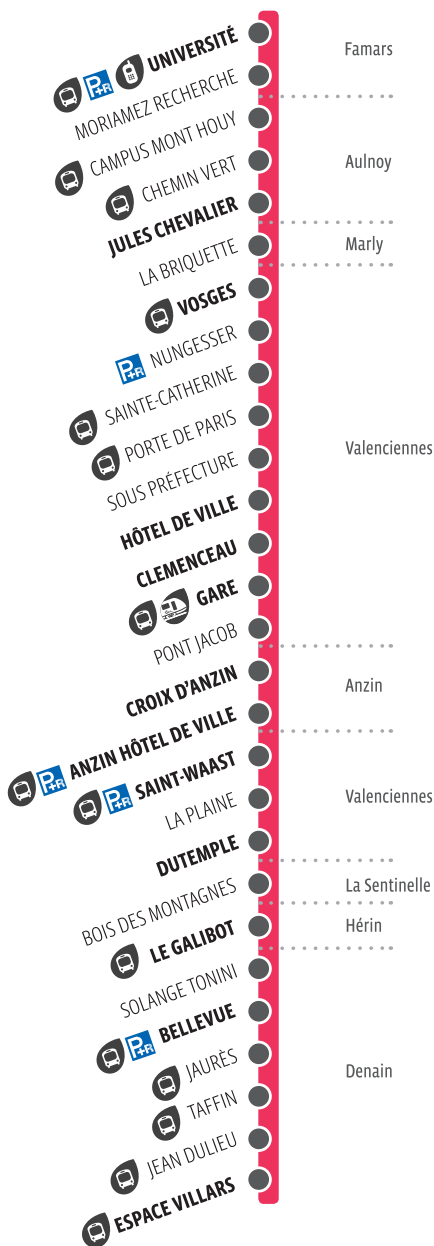 UNIVERSITÉ
Famars
P+R
MORIAMEZ RECHERCHE
CAMPUS MONT HOUY
CHEMIN VERT
Aulnoy
JULES CHEVALIER
LA BRIQUETTE
Marly
VOSGES
NUNGESSER
P+R
SAINTE-CATHERINE
PORTE DE PARIS
Valenciennes
SOUS PRÉFECTURE
HÔTEL DE VILLE
CLEMENCEAU
GARE
PONT JACOB
CROIX D'ANZIN
Anzin
ANZIN HÔTEL DE VILLE
P+R
SAINT-WAAST
P+R
LA PLAINE
Valenciennes
DUTEMPLE
BOIS DES MONTAGNES
La Sentinelle
LE GALIBOT
Hérin
SOLANGE TONINI
BELLEVUE
P+R
JAURÈS
Denain
TAFFIN
JEAN DULIEU
ESPACE VILLARS